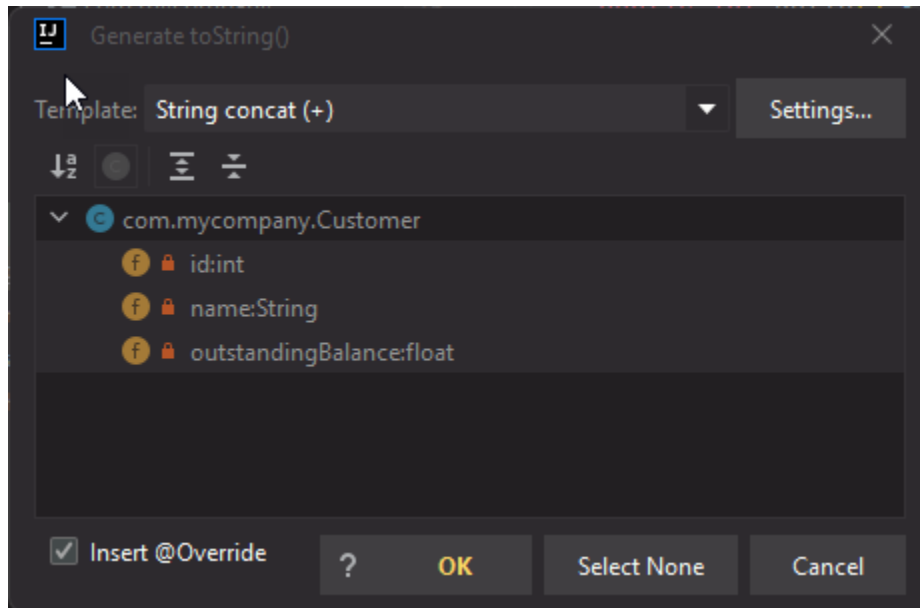 IJ Generate toString()
Template: String concat (+) Settings...
com.mycompany.Customer
id:int
name:String
outstandingBalance:float
Insert @Override ? OK Select None Cancel